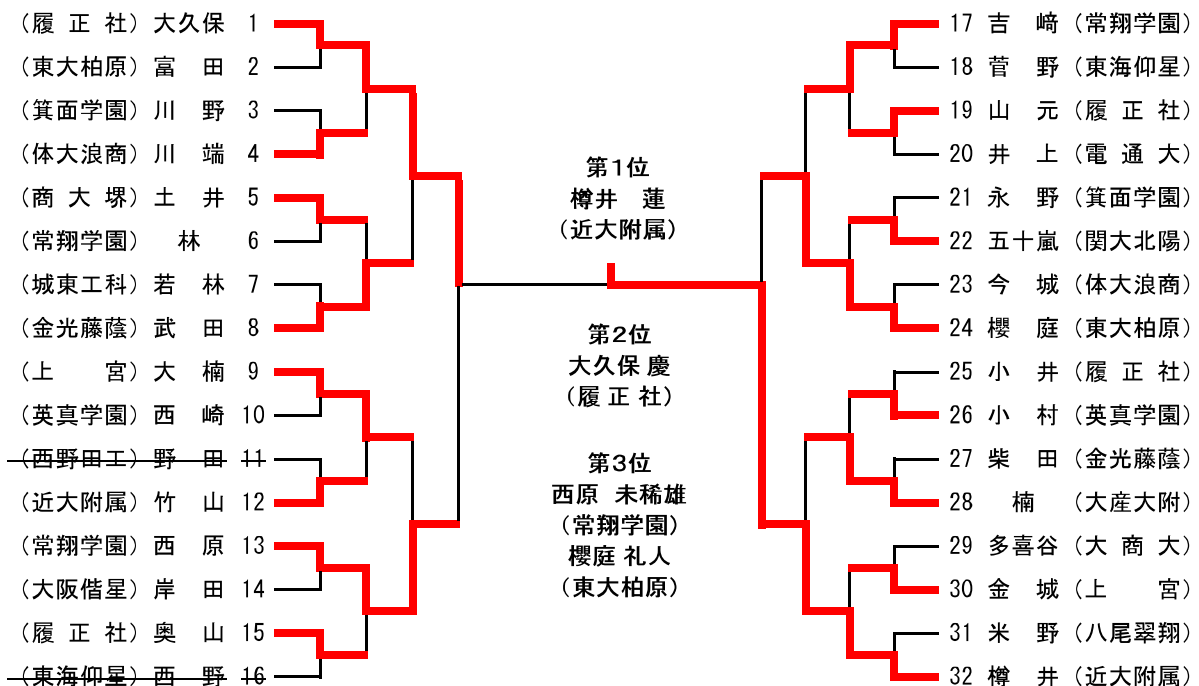 （履正社）大久保 1
（東大柏原）富田 2
（箕面学園）川野 3
（体大浪商）川端 4
（商大堺）土井 5
（常翔学園）林 6
（城東工科）若林 7
（金光藤蔭）武田 8
（上宮）大楠 9
（英真学園）西崎 10
（西野田工）野田 11
（近大附属）竹山 12
（常翔学園）西原 13
（大阪偕星）岸田 14
（履正社）奥山 15
（東海仰星）西野 16
第1位
樽井 蓮
（近大附属）
第2位
大久保 慶
（履正社）
第3位
西原 未稀雄
（常翔学園）
櫻庭 礼人
（東大柏原）
17 吉﨑（常翔学園）
18 菅野（東海仰星）
19 山元（履正社）
20 井上（電通大）
21 永野（箕面学園）
22 五十嵐（関大北陽）
23 今城（体大浪商）
24 櫻庭（東大柏原）
25 小井（履正社）
26 小村（英真学園）
27 柴田（金光藤蔭）
28 楠（大産大附）
29 多喜谷（大商大）
30 金城（上宮）
31 米野（八尾翠翔）
32 樽井（近大附属）